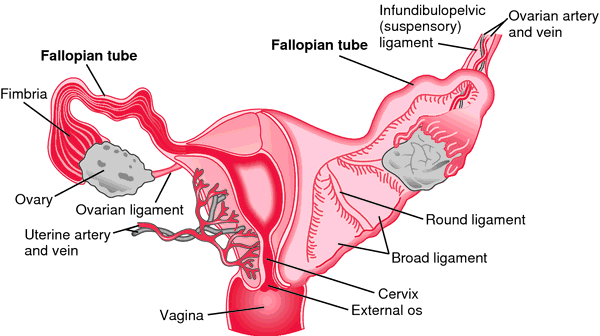 Infundibulopelvic
(suspensory)
ligament
Ovarian artery
and vein
Fallopian tube
Fallopian tube
Fimbria
Ovary
Ovarian ligament
Uterine artery
and vein
Round ligament
Broad ligament
Cervix
External os
Vagina